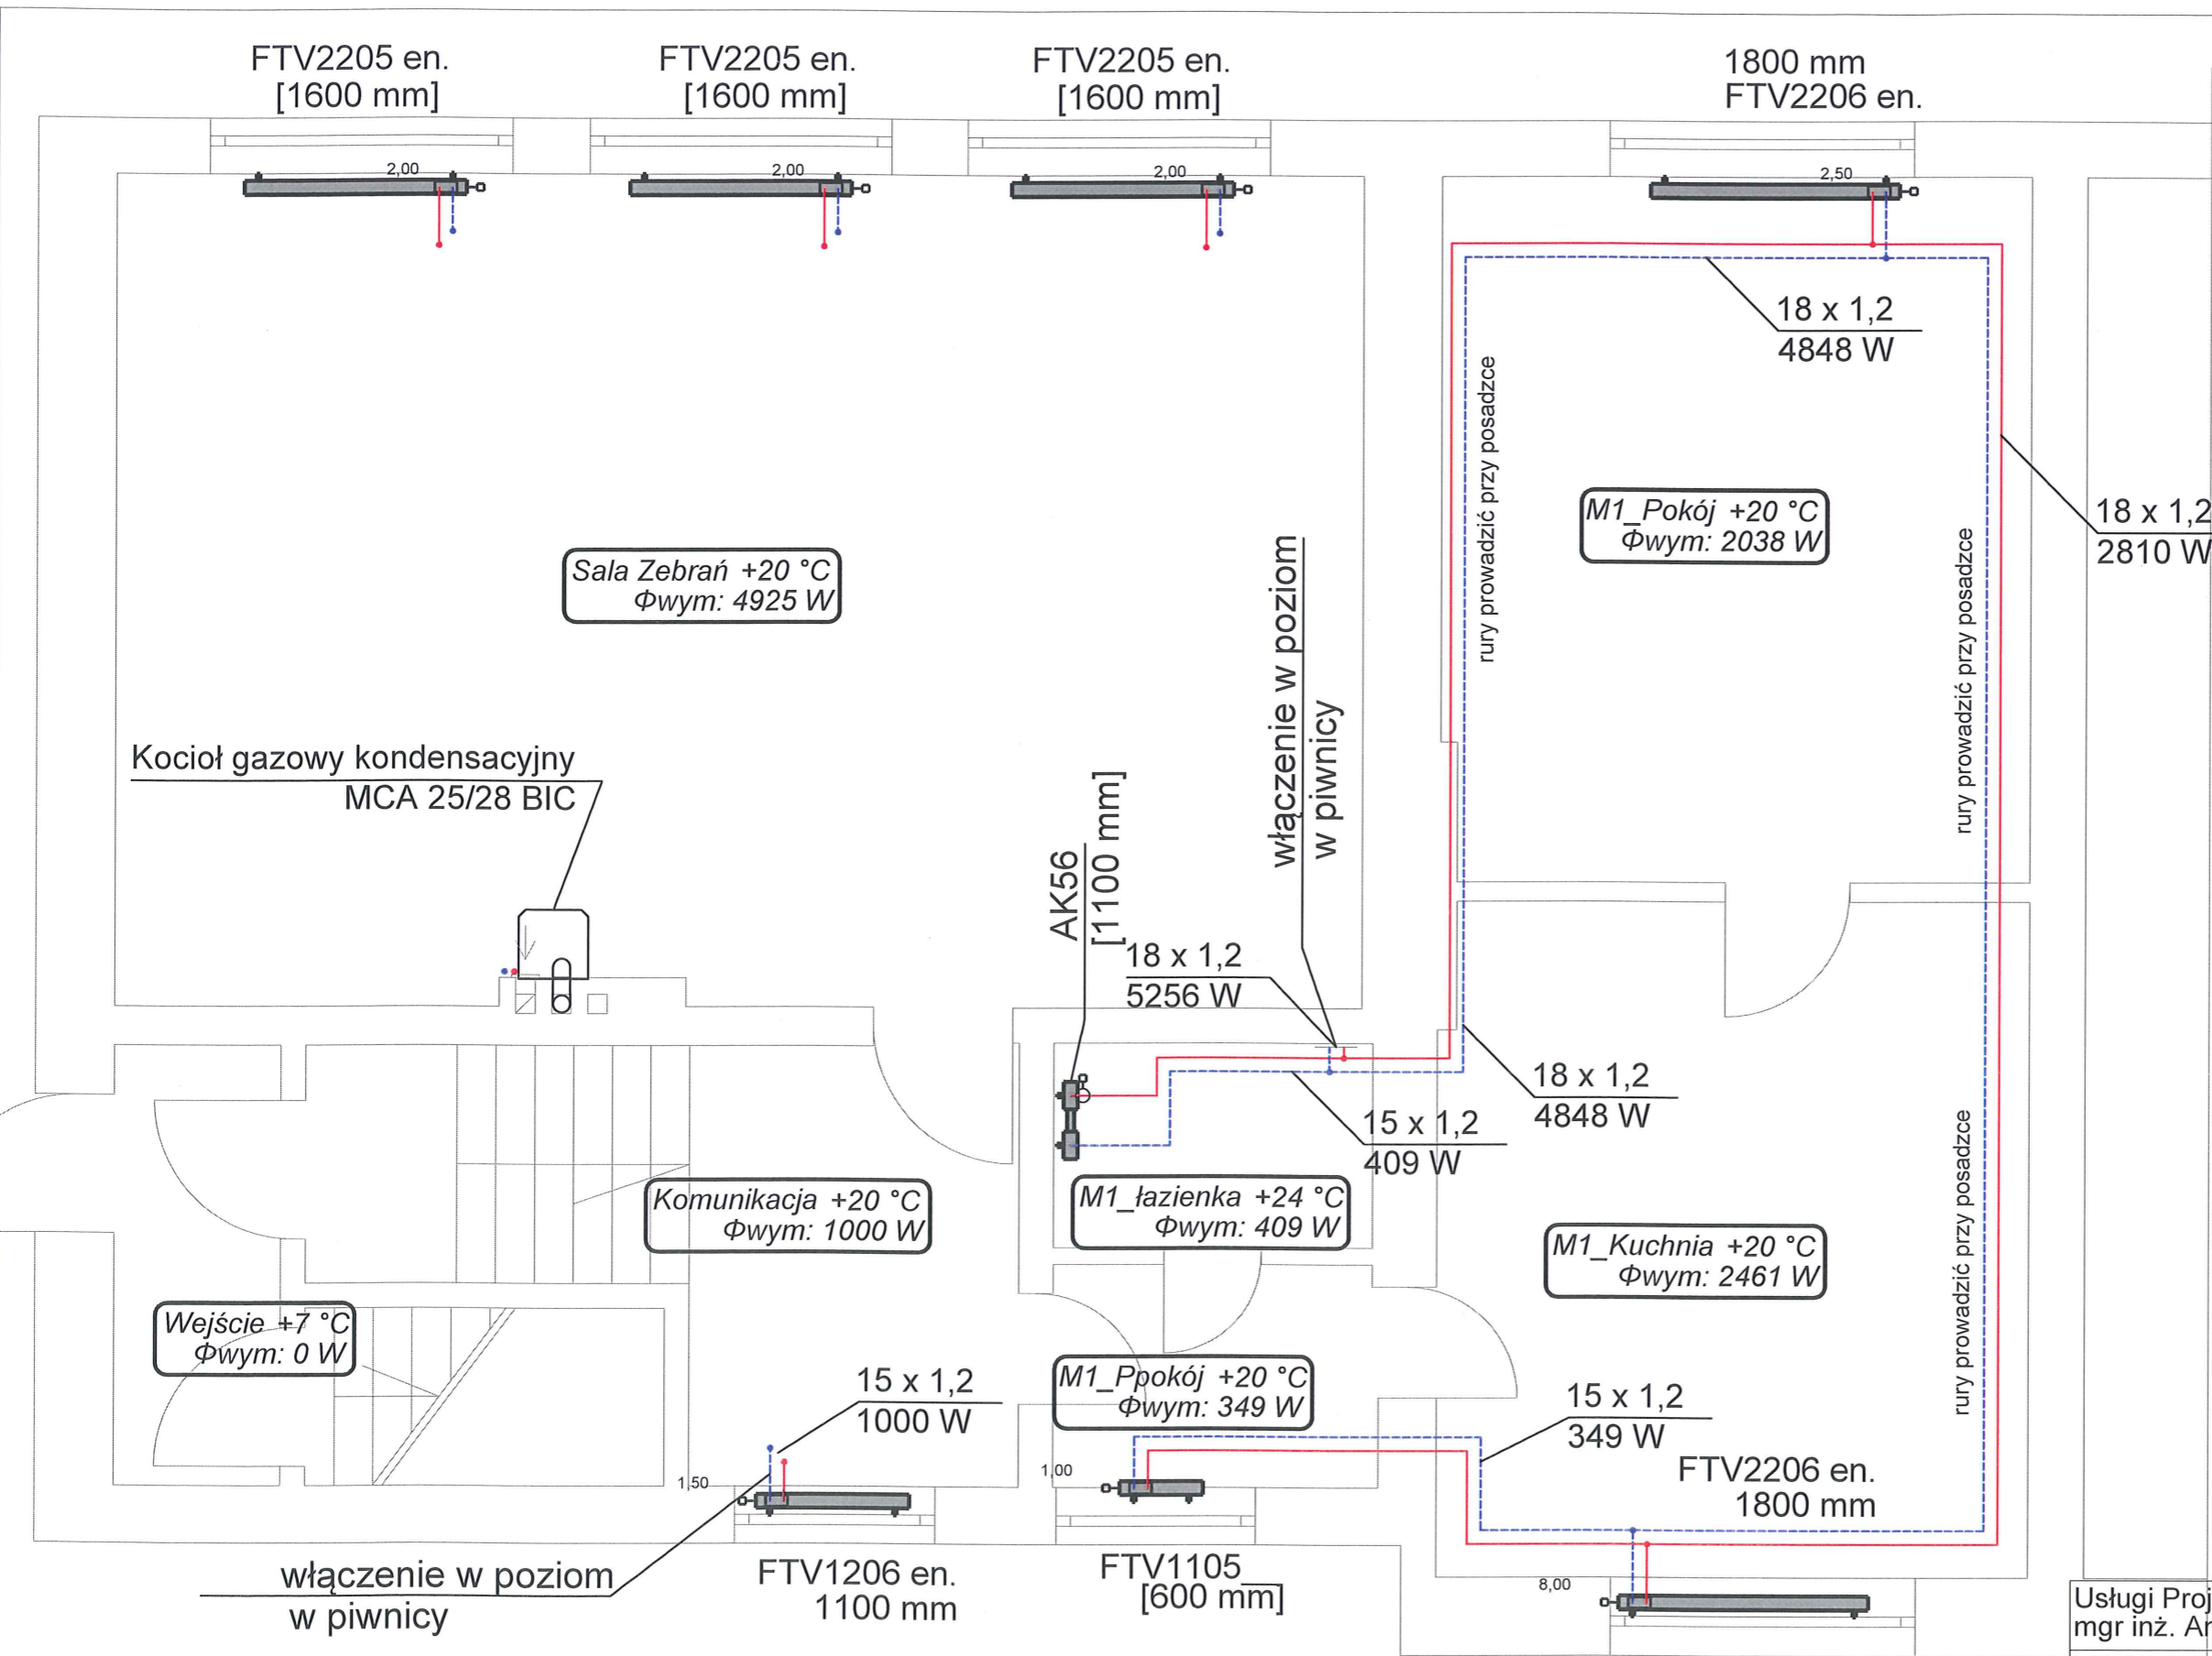 FTV2205 en.
[1600 mm]
FTV2205 en.
[1600 mm]
FTV2205 en.
[1600 mm]
1800 mm
FTV2206 en.
2,00
2,00
2,00
2,50
18 x 1,2
4848 W
rury prowadzić przy posadzce
M1_Pokój +20 °C
Φwym: 2038 W
18 x 1,2
2810 W
rury prowadzić przy posadzce
Sala Zebrań +20 °C
Φwym: 4925 W
włączenie w poziom
w piwnicy
Kocioł gazowy kondensacyjny
MCA 25/28 BIC
AK56
[1100 mm]
18 x 1,2
5256 W
18 x 1,2
4848 W
15 x 1,2
409 W
Komunikacja +20 °C
Φwym: 1000 W
M1_łazienka +24 °C
Φwym: 409 W
M1_Kuchnia +20 °C
Φwym: 2461 W
rury prowadzić przy posadzce
Wejście +7 °C
Φwym: 0 W
M1_Ppokój +20 °C
Φwym: 349 W
15 x 1,2
1000 W
15 x 1,2
349 W
FTV2206 en.
1800 mm
1,50
1,00
włączenie w poziom
w piwnicy
FTV1206 en.
1100 mm
FTV1105
[600 mm]
8,00
Usługi Proj
mgr inż. Ar